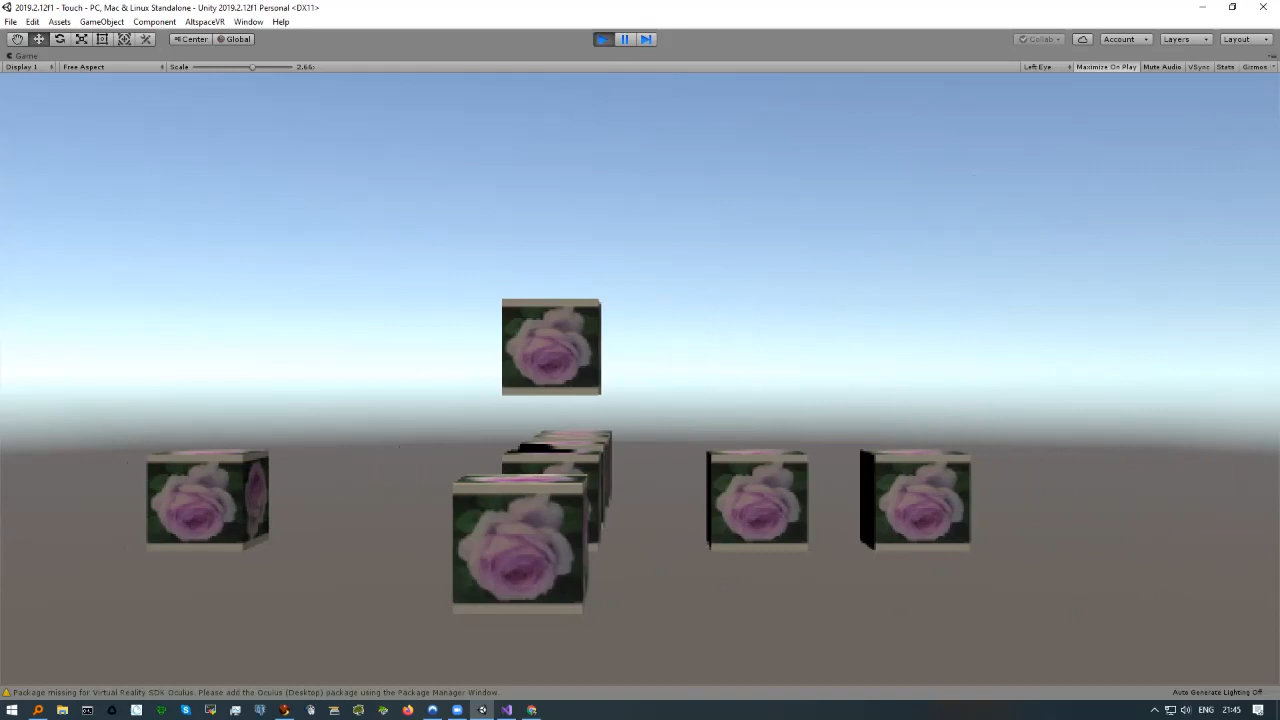 2019.2.12f1 - Touch - PC, Mac & Linux Standalone - Unity 2019.2.12f1 Personal <DX11>
File Edit Assets GameObject Component AltspaceVR Window Help
Center Global Collab Account Layers Layout
Game
Display 1 Free Aspect Scale 2.66x Left Eye Maximize On Play Mute Audio VSync Stats Gizmos
Package missing for Virtual Reality SDK Oculus. Please add the Oculus (Desktop) package using the Package Manager Window.
Auto Generate Lighting Off
ENG 21:45